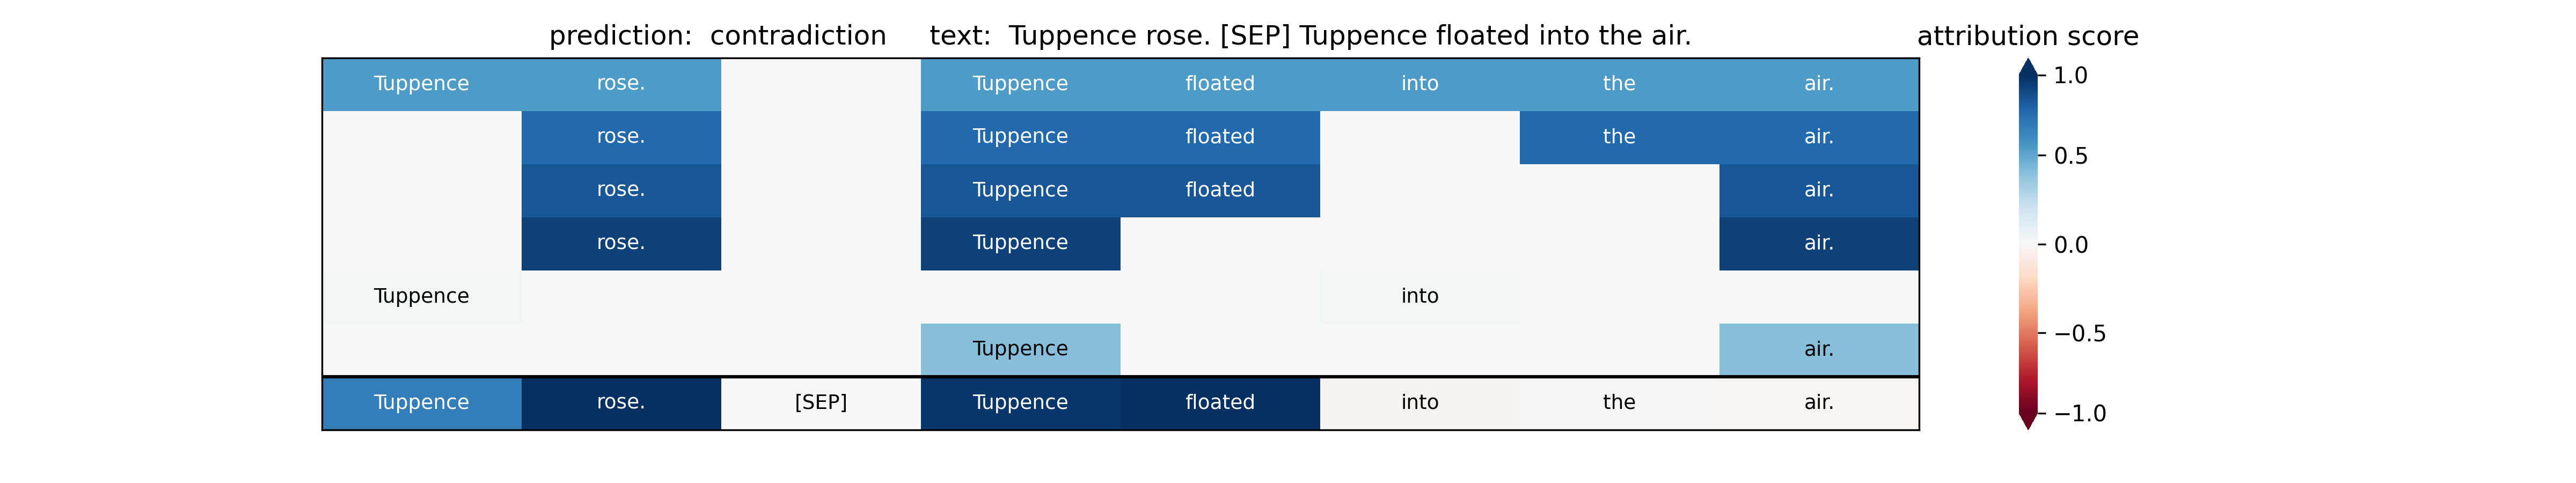 prediction:  contradiction     text:  Tuppence rose. [SEP] Tuppence floated into the air.
attribution score
Tuppence rose. Tuppence floated into the air.
rose. Tuppence floated the air.
rose. Tuppence floated air.
rose. Tuppence air.
Tuppence into
Tuppence air.
Tuppence rose. [SEP] Tuppence floated into the air.
1.0
0.5
0.0
−0.5
−1.0